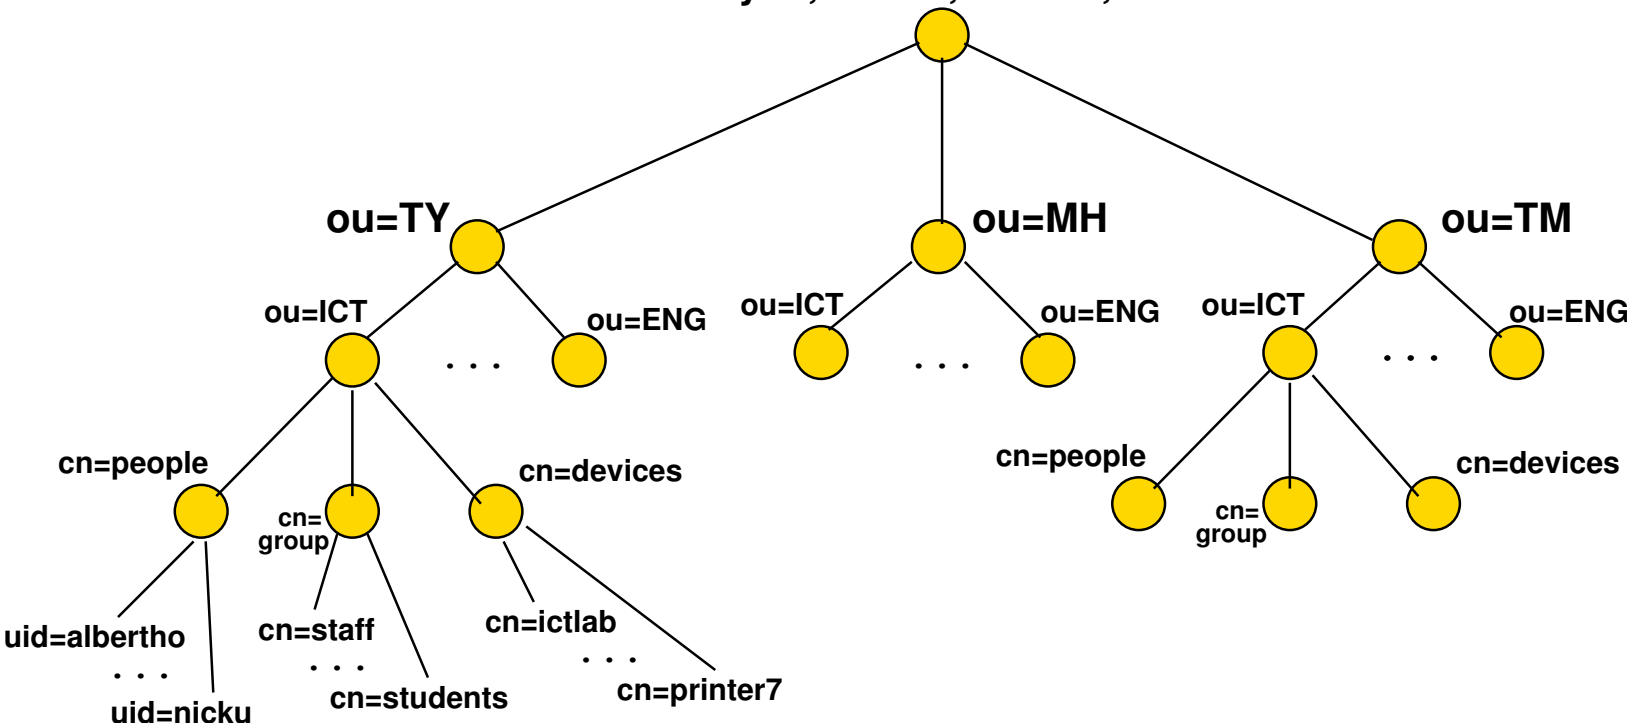 ou=TY
ou=MH
ou=TM
ou=ICT
ou=ENG
ou=ICT
ou=ENG
ou=ICT
ou=ENG
. . .
. . .
. . .
cn=people
cn=
group
cn=devices
cn=people
cn=
group
cn=devices
uid=albertho
. . .
uid=nicku
cn=staff
. . .
cn=students
cn=ictlab
. . .
cn=printer7